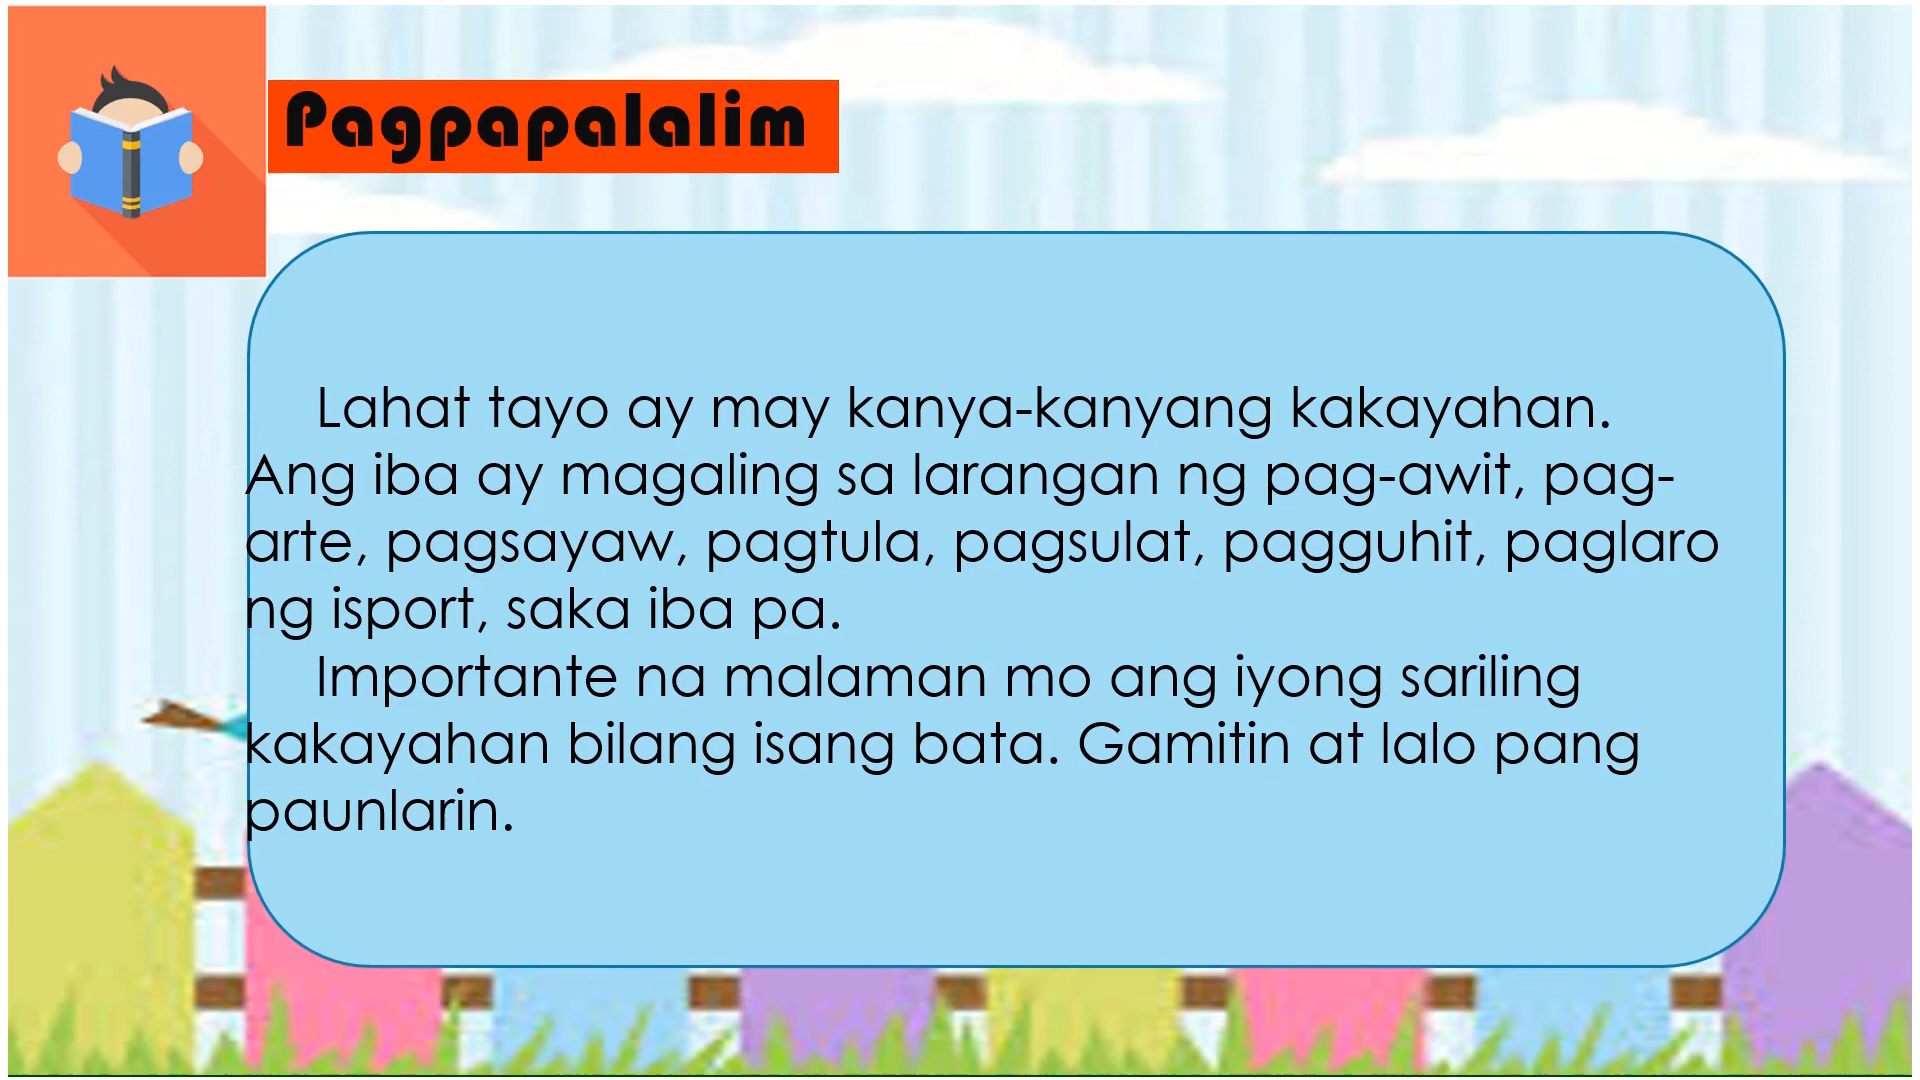 Pagpapalalim
Lahat tayo ay may kanya-kanyang kakayahan.
Ang iba ay magaling sa larangan ng pag-awit, pag-
arte, pagsayaw, pagtula, pagsulat, pagguhit, paglaro
ng isport, saka iba pa.
Importante na malaman mo ang iyong sariling
kakayahan bilang isang bata. Gamitin at lalo pang
paunlarin.